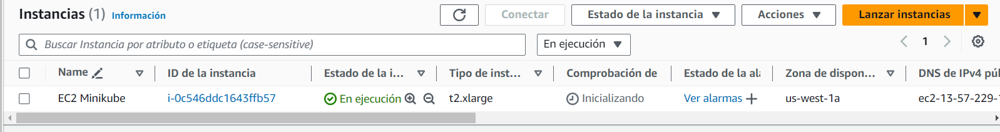 Instancias (1) Información Conectar Estado de la instancia Acciones Lanzar instancias
Buscar Instancia por atributo o etiqueta (case-sensitive) En ejecución 1
Name ID de la instancia Estado de la i... Tipo de inst... Comprobación de Estado de la ala Zona de dispon... DNS de IPv4 púl
EC2 Minikube i-0c546ddc1643ffb57 En ejecución t2.xlarge Inicializando Ver alarmas us-west-1a ec2-13-57-229-1